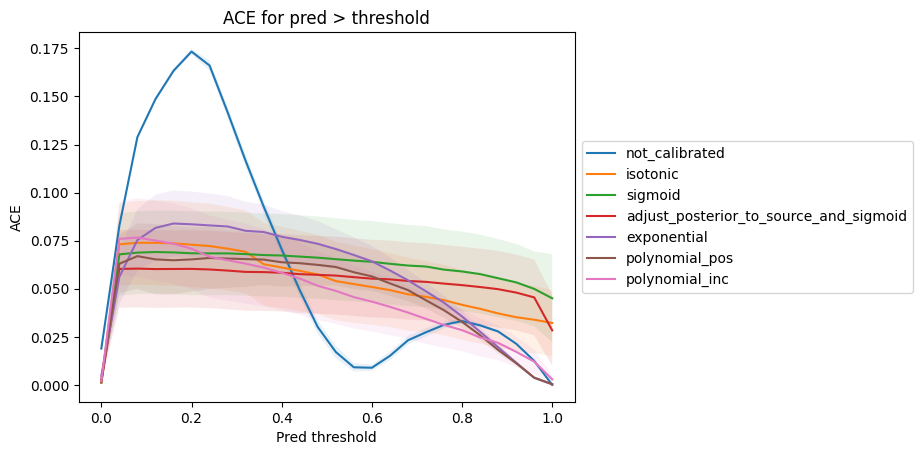 ACE for pred > threshold
0.175
0.150
0.125
0.100
0.075
0.050
0.025
0.000
ACE
0.0 0.2 0.4 0.6 0.8 1.0
Pred threshold
not_calibrated
isotonic
sigmoid
adjust_posterior_to_source_and_sigmoid
exponential
polynomial_pos
polynomial_inc